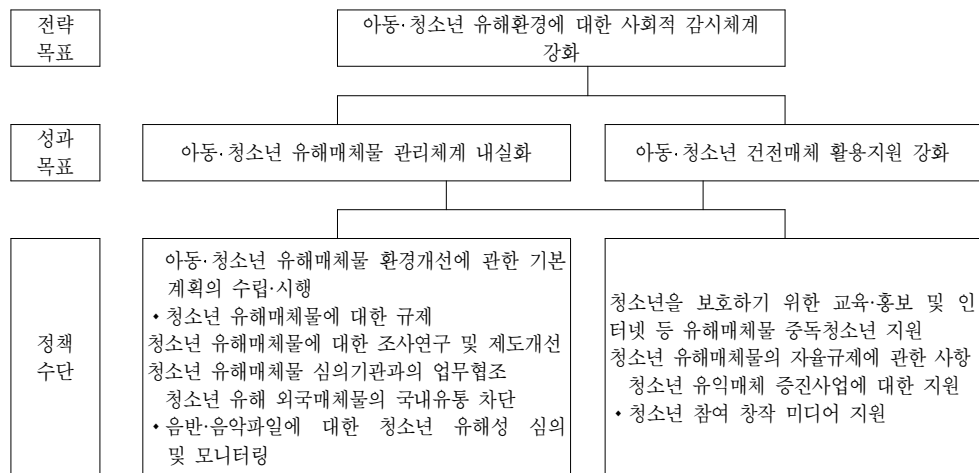 전략
목표
아동·청소년 유해환경에 대한 사회적 감시체계
강화
성과
목표
아동·청소년 유해매체물 관리체계 내실화
아동·청소년 건전매체 활용지원 강화
정책
수단
아동·청소년 유해매체물 환경개선에 관한 기본
계획의 수립·시행
• 청소년 유해매체물에 대한 규제
청소년 유해매체물에 대한 조사연구 및 제도개선
청소년 유해매체물 심의기관과의 업무협조
청소년 유해 외국매체물의 국내유통 차단
• 음반·음악파일에 대한 청소년 유해성 심의
및 모니터링
청소년을 보호하기 위한 교육·홍보 및 인
터넷 등 유해매체물 중독청소년 지원
청소년 유해매체물의 자율규제에 관한 사항
청소년 유익매체 증진사업에 대한 지원
• 청소년 참여 창작 미디어 지원